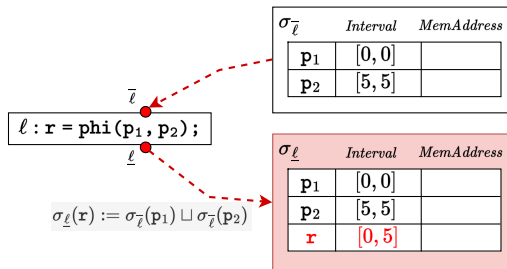 σ_ℓ̅ Interval MemAddress
p₁ [0, 0]
p₂ [5, 5]
ℓ̅
ℓ : r = phi(p₁, p₂);
ℓ̲
σ_ℓ̲(r) := σ_ℓ̅(p₁) ⊔ σ_ℓ̅(p₂)
σ_ℓ̲ Interval MemAddress
p₁ [0, 0]
p₂ [5, 5]
r [0, 5]